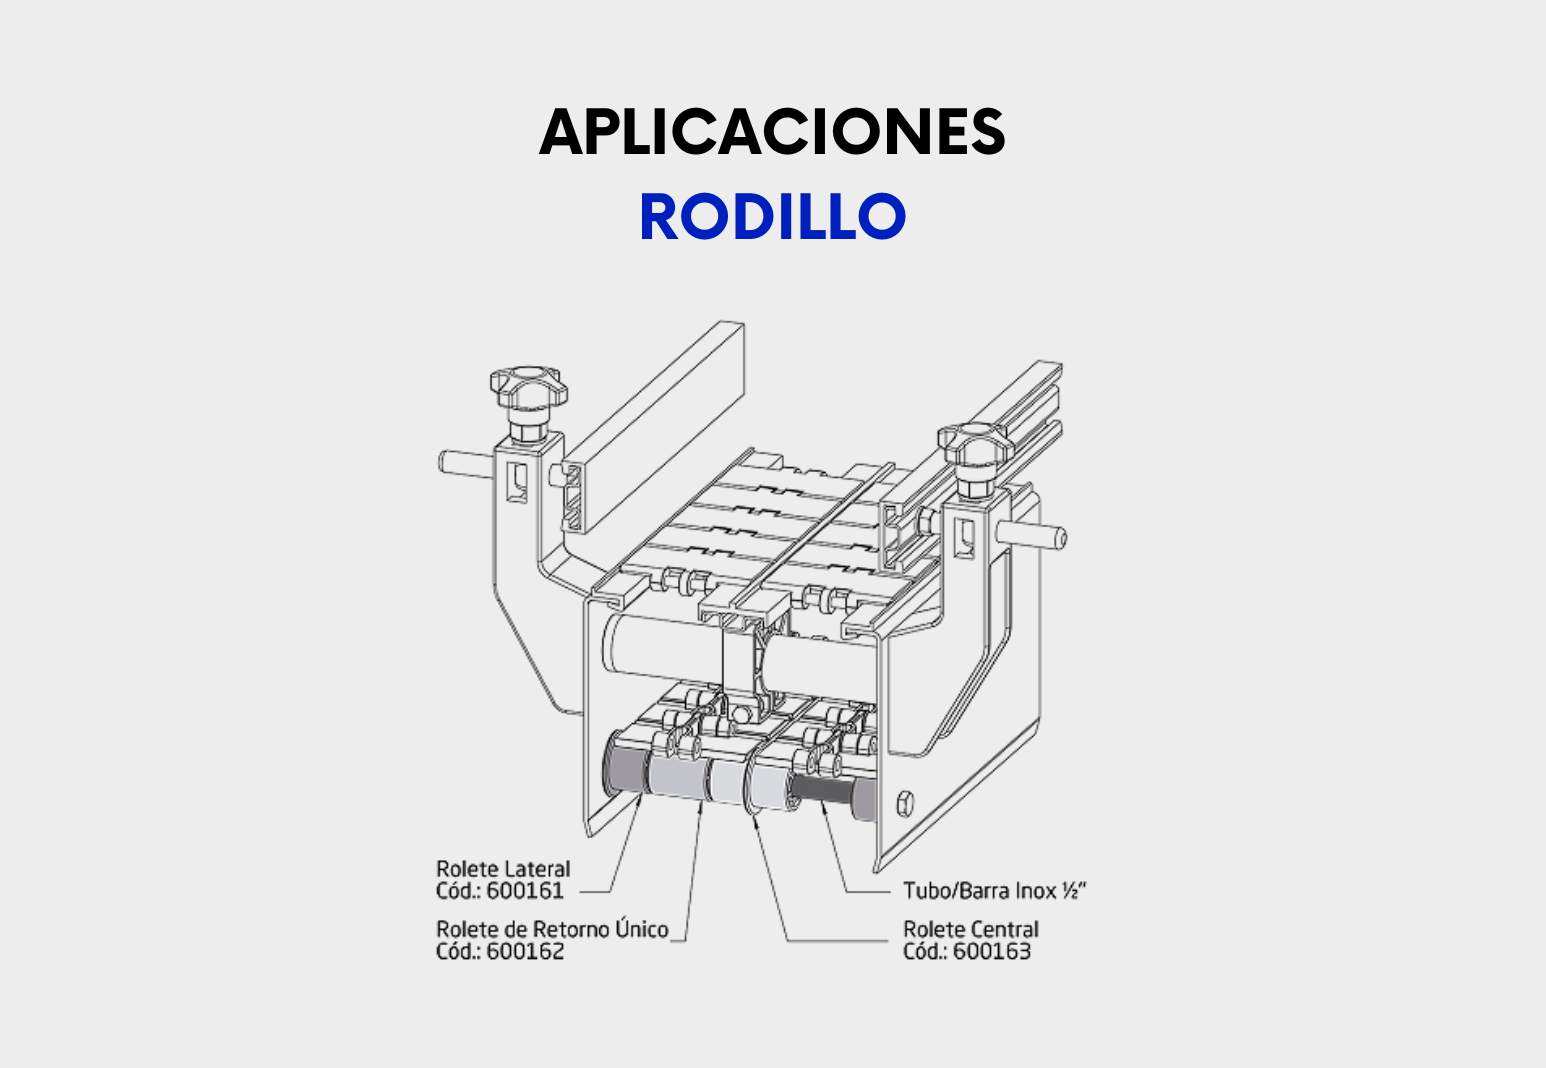 APLICACIONES
RODILLO
Rolete Lateral
Cód.: 600161
Rolete de Retorno Único
Cód.: 600162
Tubo/Barra Inox ½”
Rolete Central
Cód.: 600163